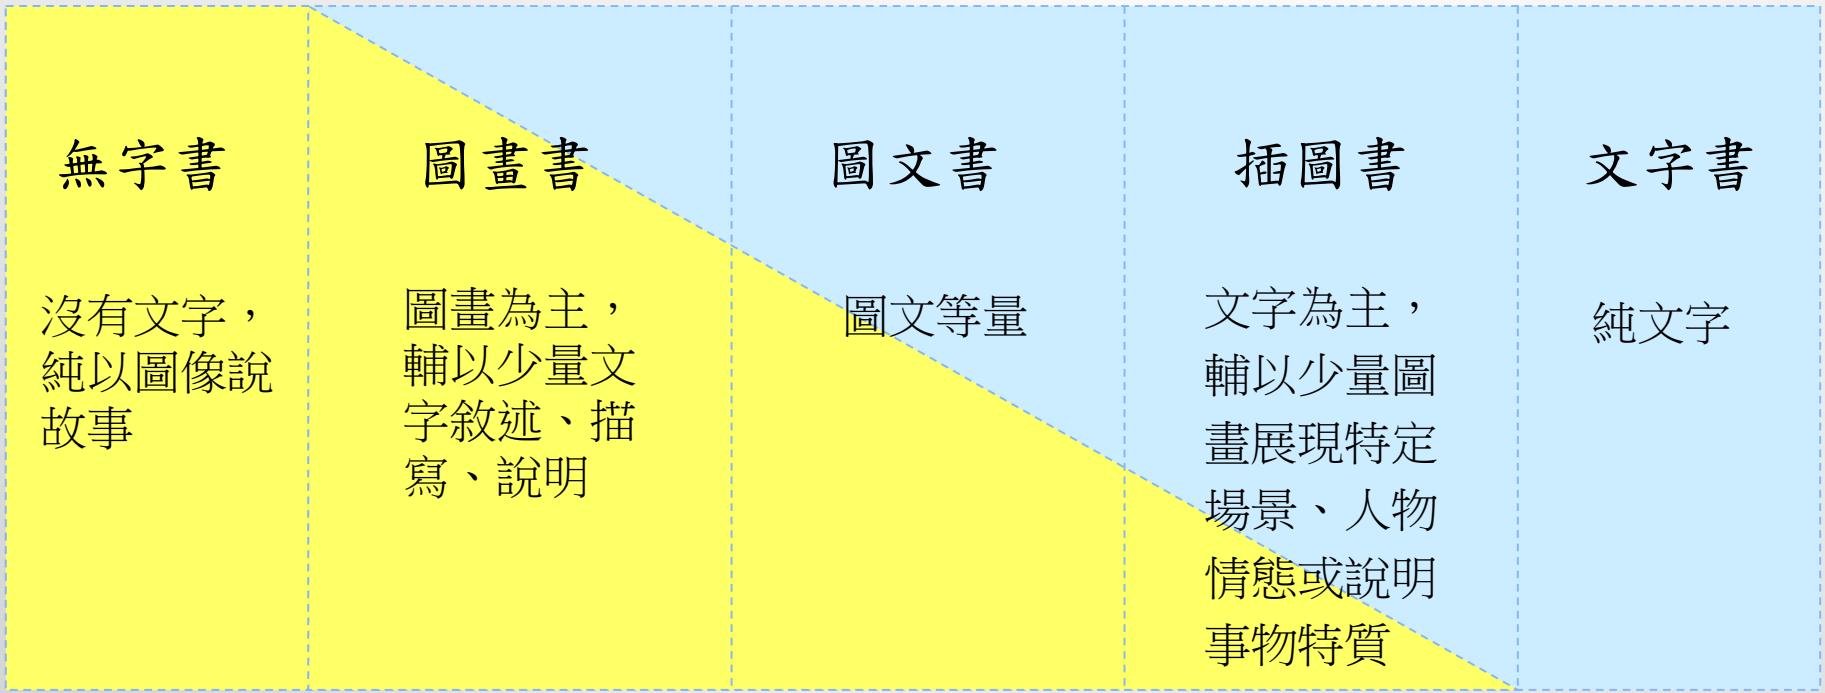 無字書
沒有文字，
純以圖像說
故事
圖畫書
圖畫為主，
輔以少量文
字敘述、描
寫、說明
圖文書
圖文等量
插圖書
文字為主，
輔以少量圖
畫展現特定
場景、人物
情態或說明
事物特質
文字書
純文字